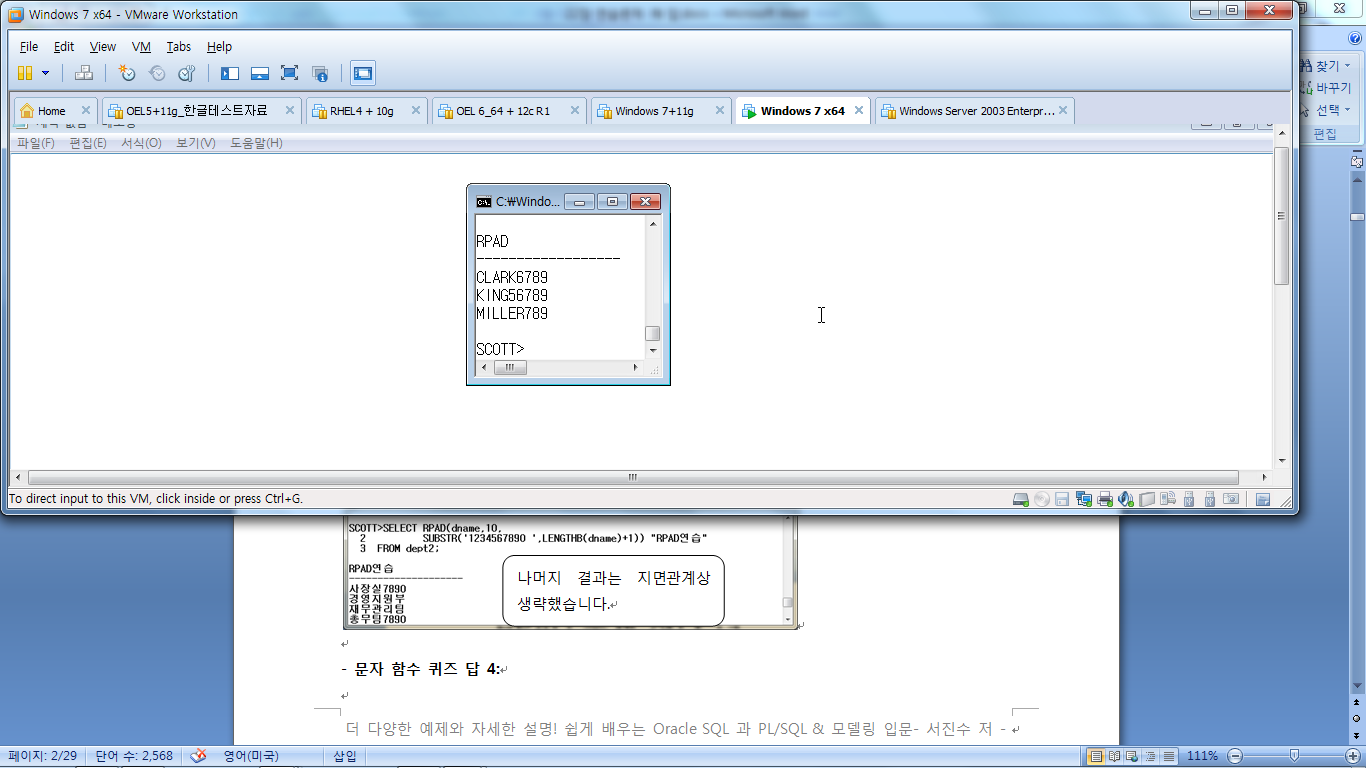 Windows 7 x64 - VMware Workstation
File Edit View VM Tabs Help
Home OEL5+11g_한글테스트자료 RHEL4 + 10g OEL 6_64 + 12c R1 Windows 7+11g Windows 7 x64 Windows Server 2003 Enterpr...
파일(F) 편집(E) 서식(O) 보기(V) 도움말(H)
C:\Windo...
RPAD
------------------
CLARK6789
KING56789
MILLER789
SCOTT>
To direct input to this VM, click inside or press Ctrl+G.
찾기
바꾸기
선택
편집
SCOTT>SELECT RPAD(dname,10,
2 SUBSTR('1234567890 ',LENGTHB(dname)+1)) "RPAD연습"
3 FROM dept2;
RPAD연습
--------------------
사장실7890
경영지원부
재무관리팀
총무팀7890
나머지 결과는 지면관계상
생략했습니다.
- 문자 함수 퀴즈 답 4:
더 다양한 예제와 자세한 설명! 쉽게 배우는 Oracle SQL 과 PL/SQL & 모델링 입문- 서진수 저 -
페이지: 2/29 단어 수: 2,568 영어(미국) 삽입 111%